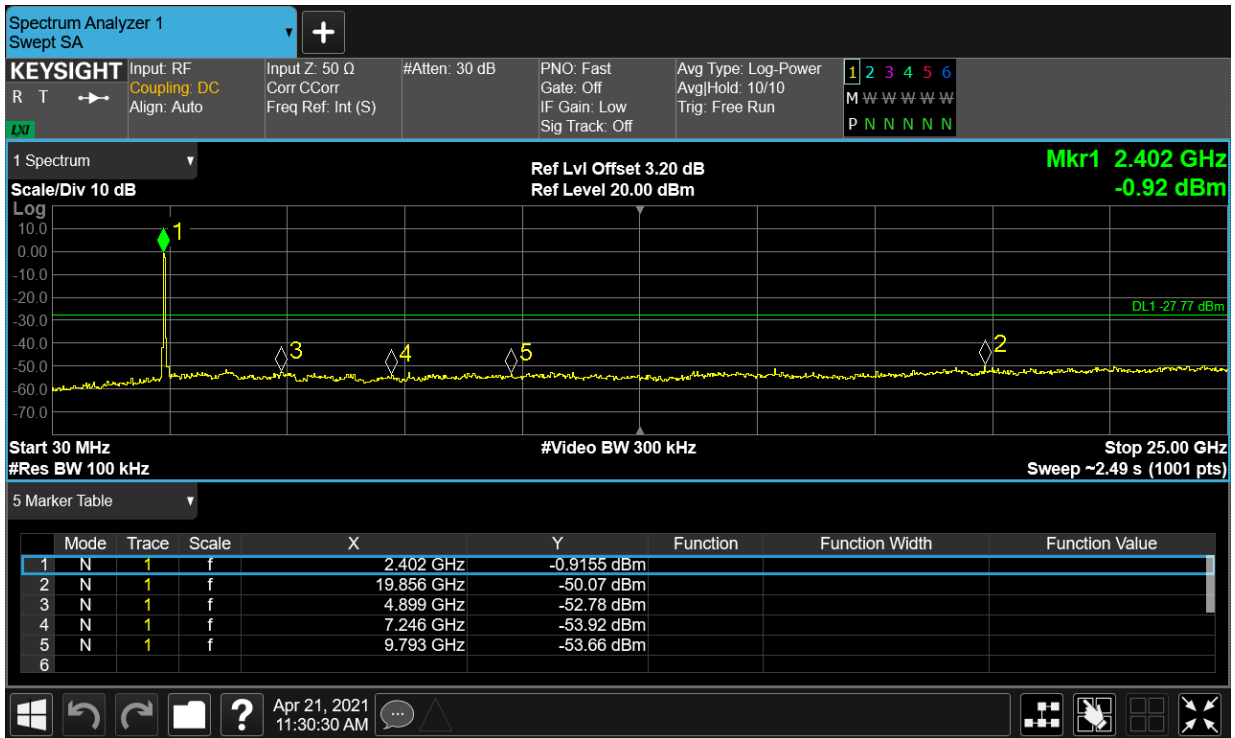 Spectrum Analyzer 1
Swept SA
KEYSIGHT
R T
LXI
Input: RF
Coupling: DC
Align: Auto
Input Z: 50 Ω
Corr CCorr
Freq Ref: Int (S)
#Atten: 30 dB
PNO: Fast
Gate: Off
IF Gain: Low
Sig Track: Off
Avg Type: Log-Power
Avg|Hold: 10/10
Trig: Free Run
1 2 3 4 5 6
M W W W W W
P N N N N N
1 Spectrum
Scale/Div 10 dB
Ref Lvl Offset 3.20 dB
Ref Level 20.00 dBm
Mkr1 2.402 GHz
-0.92 dBm
Log
10.0
0.00
-10.0
-20.0
-30.0
-40.0
-50.0
-60.0
-70.0
1
DL1 -27.77 dBm
3
4
5
2
Start 30 MHz
#Res BW 100 kHz
#Video BW 300 kHz
Stop 25.00 GHz
Sweep ~2.49 s (1001 pts)
5 Marker Table
Mode Trace Scale X Y Function Function Width Function Value
1 N 1 f 2.402 GHz -0.9155 dBm
2 N 1 f 19.856 GHz -50.07 dBm
3 N 1 f 4.899 GHz -52.78 dBm
4 N 1 f 7.246 GHz -53.92 dBm
5 N 1 f 9.793 GHz -53.66 dBm
6
?
Apr 21, 2021
11:30:30 AM